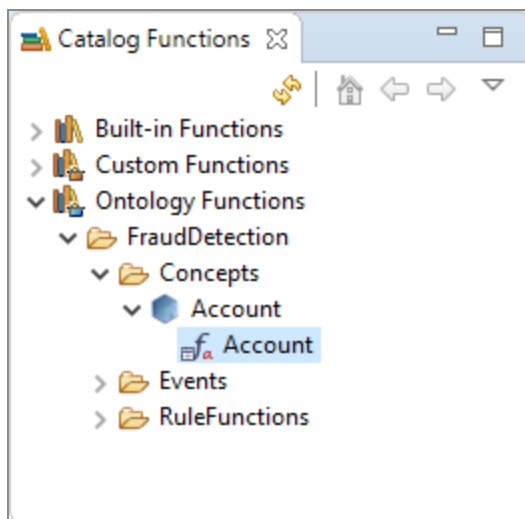 Catalog Functions
Built-in Functions
Custom Functions
Ontology Functions
FraudDetection
Concepts
Account
Account
Events
RuleFunctions